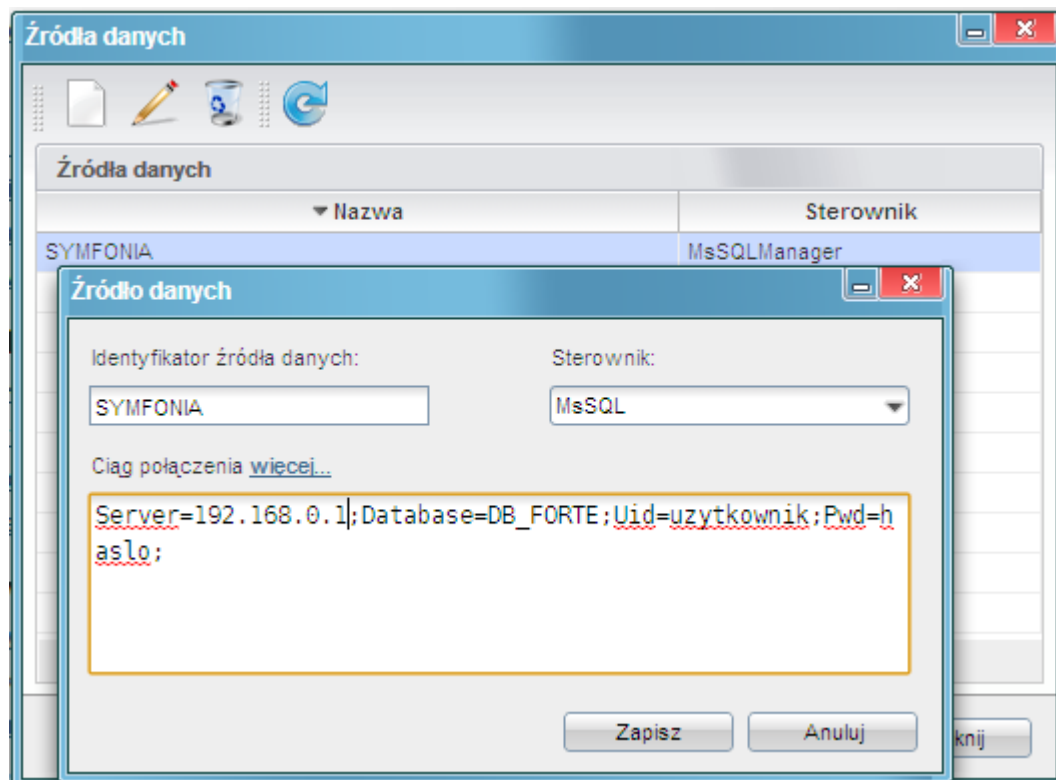 Źródła danych
Źródła danych
Nazwa Sterownik
SYMFONIA MsSQLManager
Źródło danych
Identyfikator źródła danych: Sterownik:
SYMFONIA MsSQL
Ciąg połączenia więcej...
Server=192.168.0.1;Database=DB_FORTE;Uid=uzytkownik;Pwd=h
aslo;
Zapisz Anuluj
knij